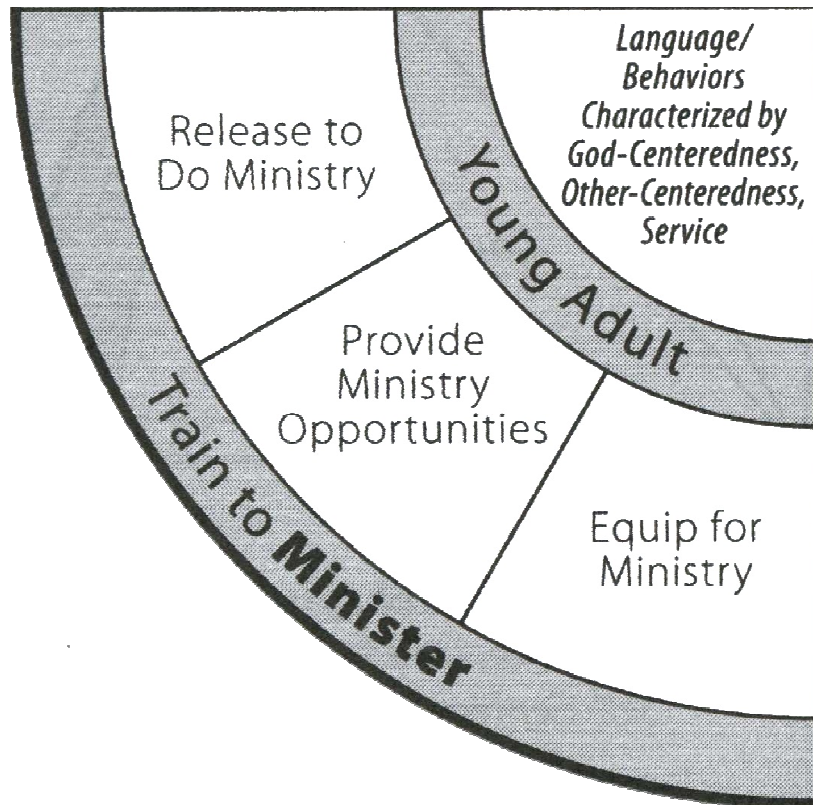 Language/
Behaviors
Characterized by
God-Centeredness,
Other-Centeredness,
Service
Release to
Do Ministry
Young Adult
Provide
Ministry
Opportunities
Equip for
Ministry
Train to Minister